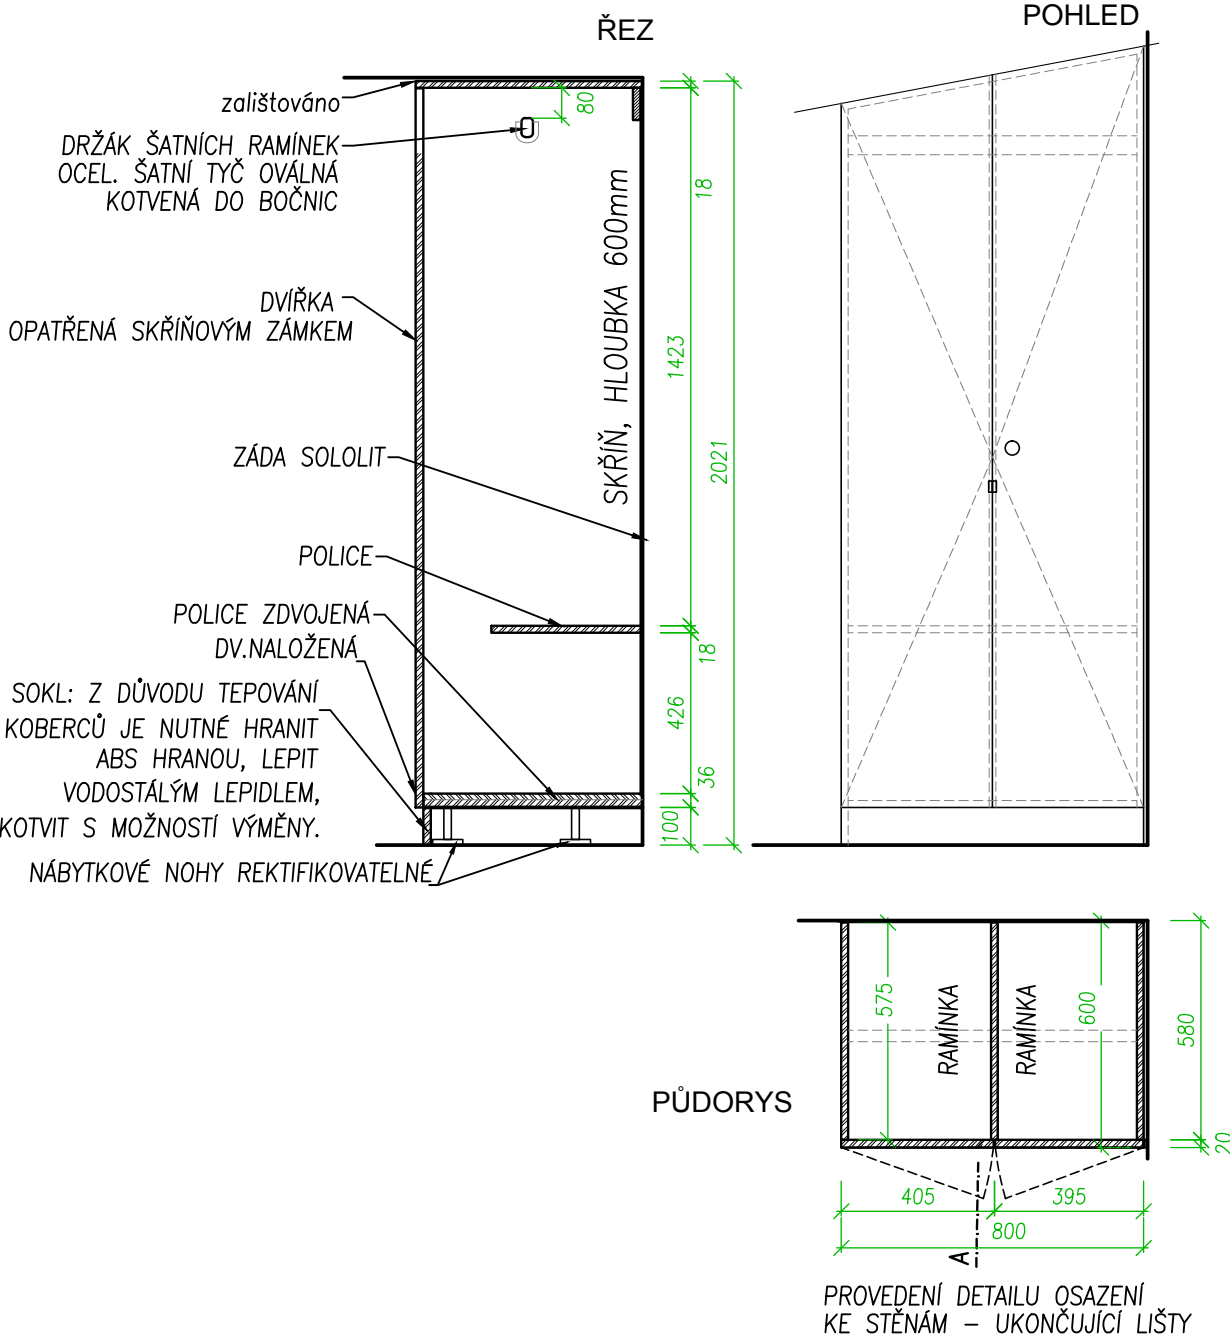 ŘEZ
POHLED
zalištováno
DRŽÁK ŠATNÍCH RAMÍNEK
OCEL. ŠATNÍ TYČ OVÁLNÁ
KOTVENÁ DO BOČNIC
80
18
SKŘÍŇ, HLOUBKA 600mm
DVÍŘKA
OPATŘENÁ SKŘÍŇOVÝM ZÁMKEM
1423
2021
ZÁDA SOLOLIT
POLICE
POLICE ZDVOJENÁ
DV.NALOŽENÁ
18
SOKL: Z DŮVODU TEPOVÁNÍ
KOBERCŮ JE NUTNÉ HRANIT
ABS HRANOU, LEPIT
VODOSTÁLÝM LEPIDLEM,
KOTVIT S MOŽNOSTÍ VÝMĚNY.
426
36
100
NÁBYTKOVÉ NOHY REKTIFIKOVATELNÉ
575
RAMÍNKA
RAMÍNKA
600
580
20
PŮDORYS
405
395
800
A
PROVEDENÍ DETAILU OSAZENÍ
KE STĚNÁM – UKONČUJÍCÍ LIŠTY